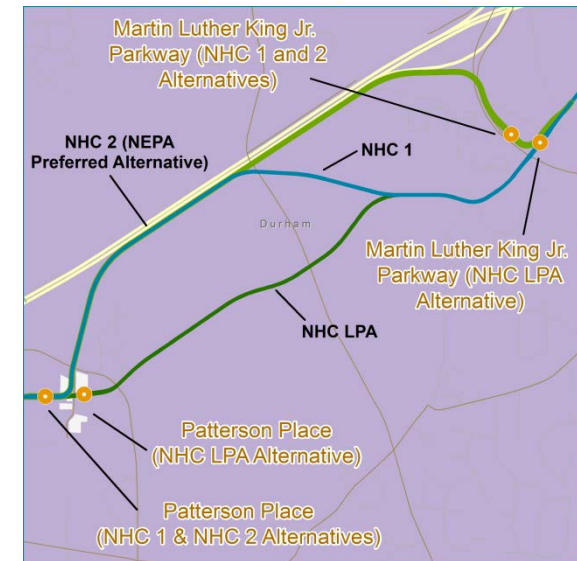 Martin Luther King Jr.
Parkway (NHC 1 and 2
Alternatives)
NHC 2 (NEPA
Preferred Alternative)
NHC 1
Durham
Martin Luther King Jr.
Parkway (NHC LPA
Alternative)
NHC LPA
Patterson Place
(NHC LPA Alternative)
Patterson Place
(NHC 1 & NHC 2 Alternatives)